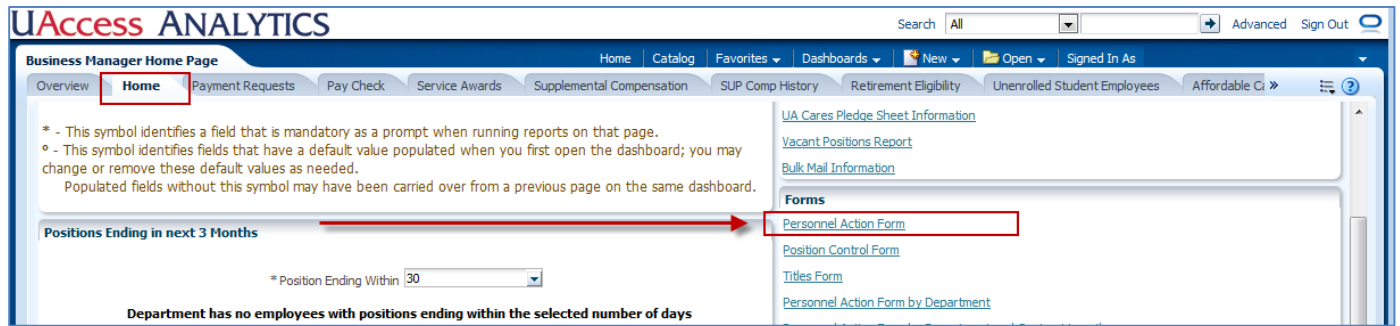 UACCESS ANALYTICS
Search All Advanced Sign Out
Business Manager Home Page Home Catalog Favorites Dashboards New Open Signed In As
Overview Home Payment Requests Pay Check Service Awards Supplemental Compensation SUP Comp History Retirement Eligibility Unenrolled Student Employees Affordable Ca »
* - This symbol identifies a field that is mandatory as a prompt when running reports on that page.
º - This symbol identifies fields that have a default value populated when you first open the dashboard; you may
change or remove these default values as needed.
Populated fields without this symbol may have been carried over from a previous page on the same dashboard.
Positions Ending in next 3 Months
* Position Ending Within 30
Department has no employees with positions ending within the selected number of days
UA Cares Pledge Sheet Information
Vacant Positions Report
Bulk Mail Information
Forms
Personnel Action Form
Position Control Form
Titles Form
Personnel Action Form by Department